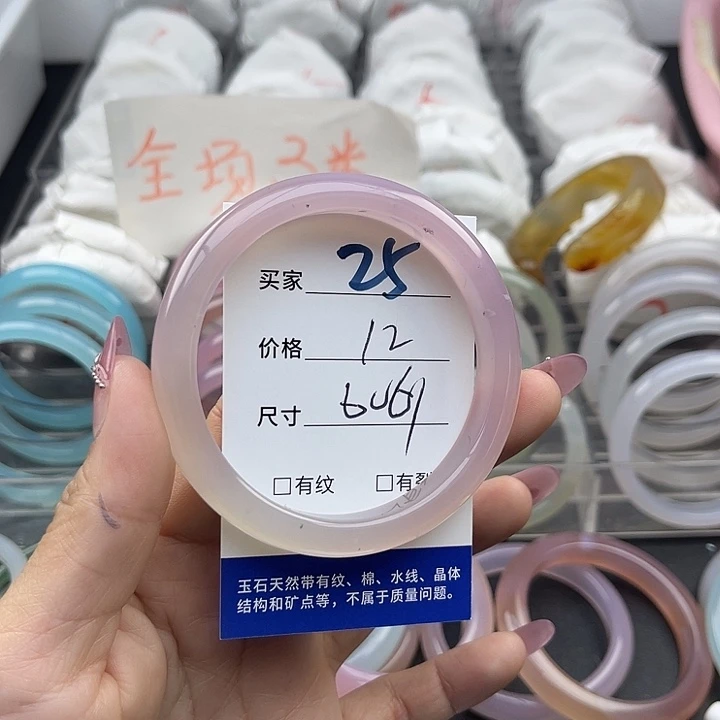 全场3米
买家 25
价格 12
尺寸
□有纹 □有裂
玉石天然带有纹、棉、水线、晶体
结构和矿点等，不属于质量问题。